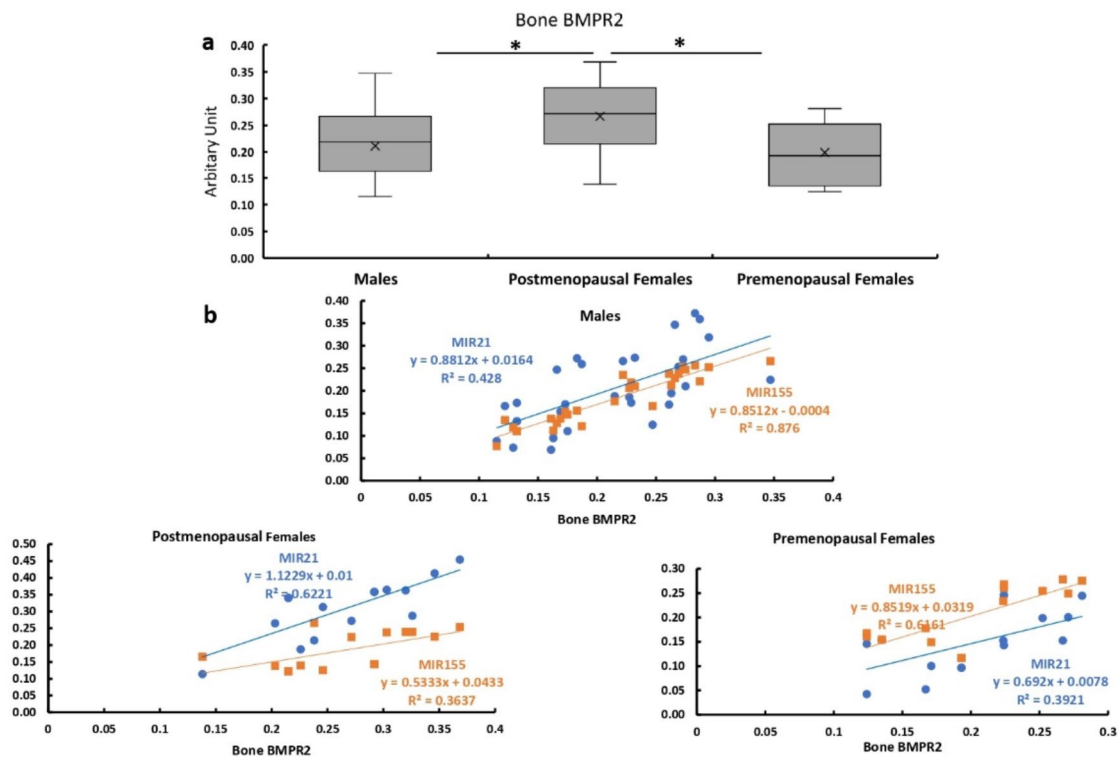 Bone BMPR2
a
*
*
0.40
0.35
0.30
0.25
0.20
0.15
0.10
0.05
0.00
Arbitary Unit
Males
Postmenopausal Females
Premenopausal Females
b
Males
0.40
0.35
0.30
0.25
0.20
0.15
0.10
0.05
0.00
MIR21
y = 0.8812x + 0.0164
R² = 0.428
MIR155
y = 0.8512x - 0.0004
R² = 0.876
0 0.05 0.1 0.15 0.2 0.25 0.3 0.35 0.4
Bone BMPR2
Postmenopausal Females
0.50
0.45
0.40
0.35
0.30
0.25
0.20
0.15
0.10
0.05
0.00
MIR21
y = 1.1229x + 0.01
R² = 0.6221
MIR155
y = 0.5333x + 0.0433
R² = 0.3637
0 0.05 0.1 0.15 0.2 0.25 0.3 0.35 0.4
Bone BMPR2
Premenopausal Females
0.30
0.25
0.20
0.15
0.10
0.05
0.00
MIR155
y = 0.8519x + 0.0319
R² = 0.6161
MIR21
y = 0.692x + 0.0078
R² = 0.3921
0 0.05 0.1 0.15 0.2 0.25 0.3
Bone BMPR2